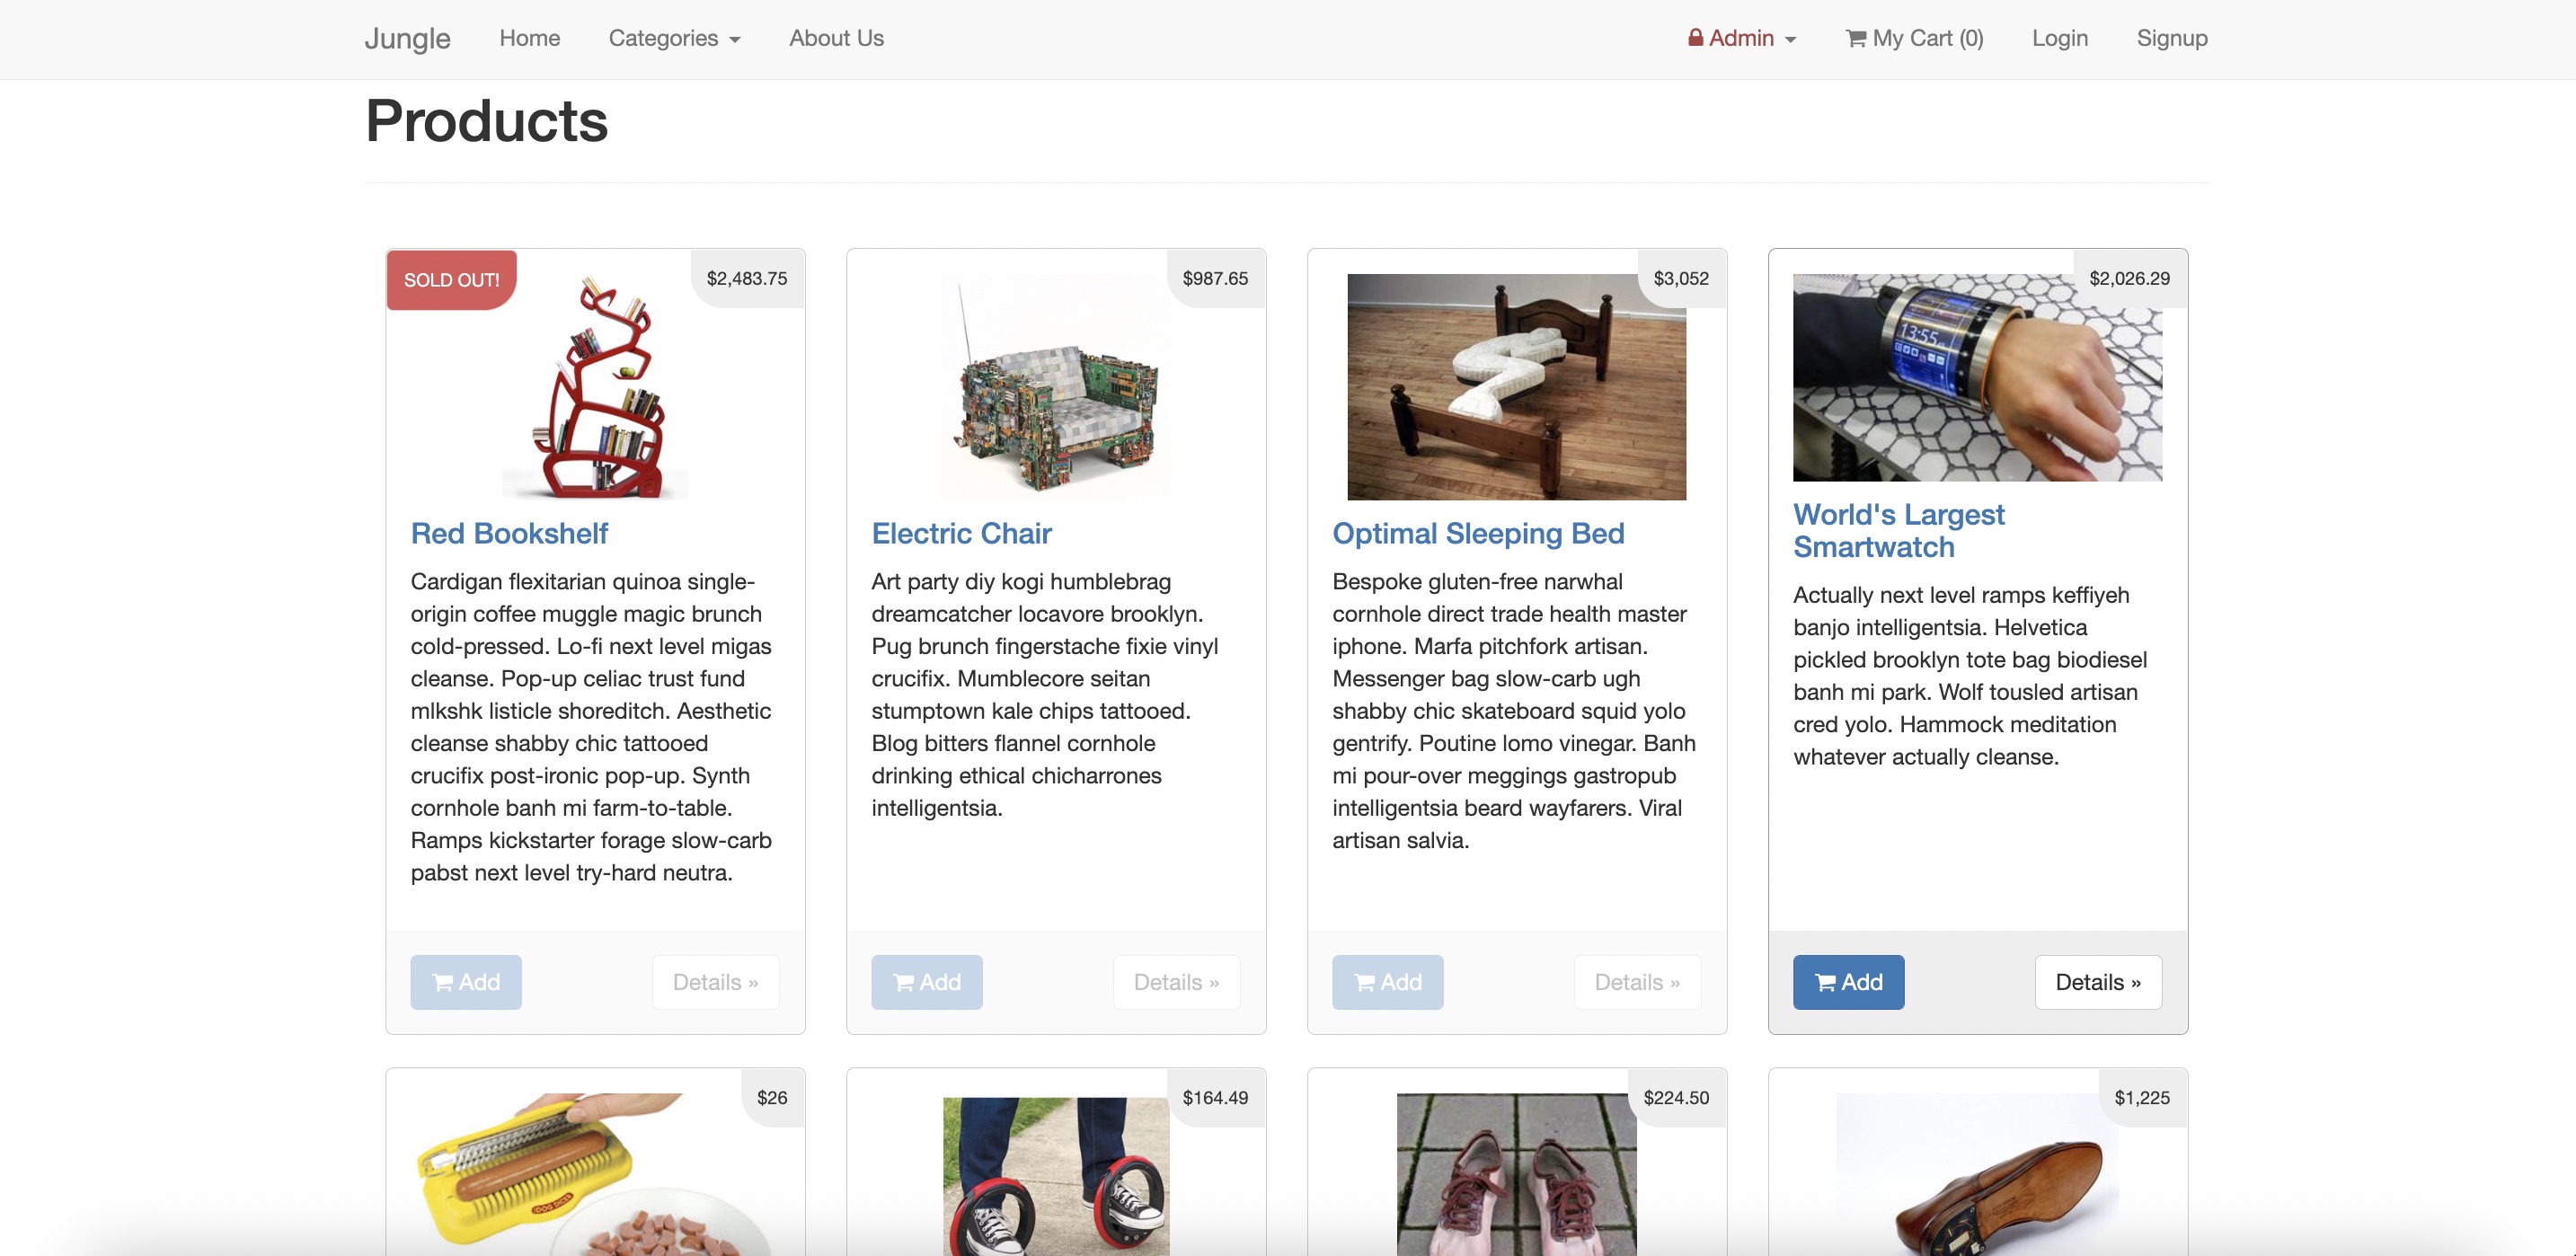 Jungle Home Categories About Us Admin My Cart (0) Login Signup
Products
SOLD OUT!
$2,483.75
Red Bookshelf
Cardigan flexitarian quinoa single-
origin coffee muggle magic brunch
cold-pressed. Lo-fi next level migas
cleanse. Pop-up celiac trust fund
mlkshk listicle shoreditch. Aesthetic
cleanse shabby chic tattooed
crucifix post-ironic pop-up. Synth
cornhole banh mi farm-to-table.
Ramps kickstarter forage slow-carb
pabst next level try-hard neutra.
Add Details »
$987.65
Electric Chair
Art party diy kogi humblebrag
dreamcatcher locavore brooklyn.
Pug brunch fingerstache fixie vinyl
crucifix. Mumblecore seitan
stumptown kale chips tattooed.
Blog bitters flannel cornhole
drinking ethical chicharrones
intelligentsia.
Add Details »
$3,052
Optimal Sleeping Bed
Bespoke gluten-free narwhal
cornhole direct trade health master
iphone. Marfa pitchfork artisan.
Messenger bag slow-carb ugh
shabby chic skateboard squid yolo
gentrify. Poutine lomo vinegar. Banh
mi pour-over meggings gastropub
intelligentsia beard wayfarers. Viral
artisan salvia.
Add Details »
$2,026.29
13:55
World's Largest
Smartwatch
Actually next level ramps keffiyeh
banjo intelligentsia. Helvetica
pickled brooklyn tote bag biodiesel
banh mi park. Wolf tousled artisan
cred yolo. Hammock meditation
whatever actually cleanse.
Add Details »
$26
$164.49
$224.50
$1,225